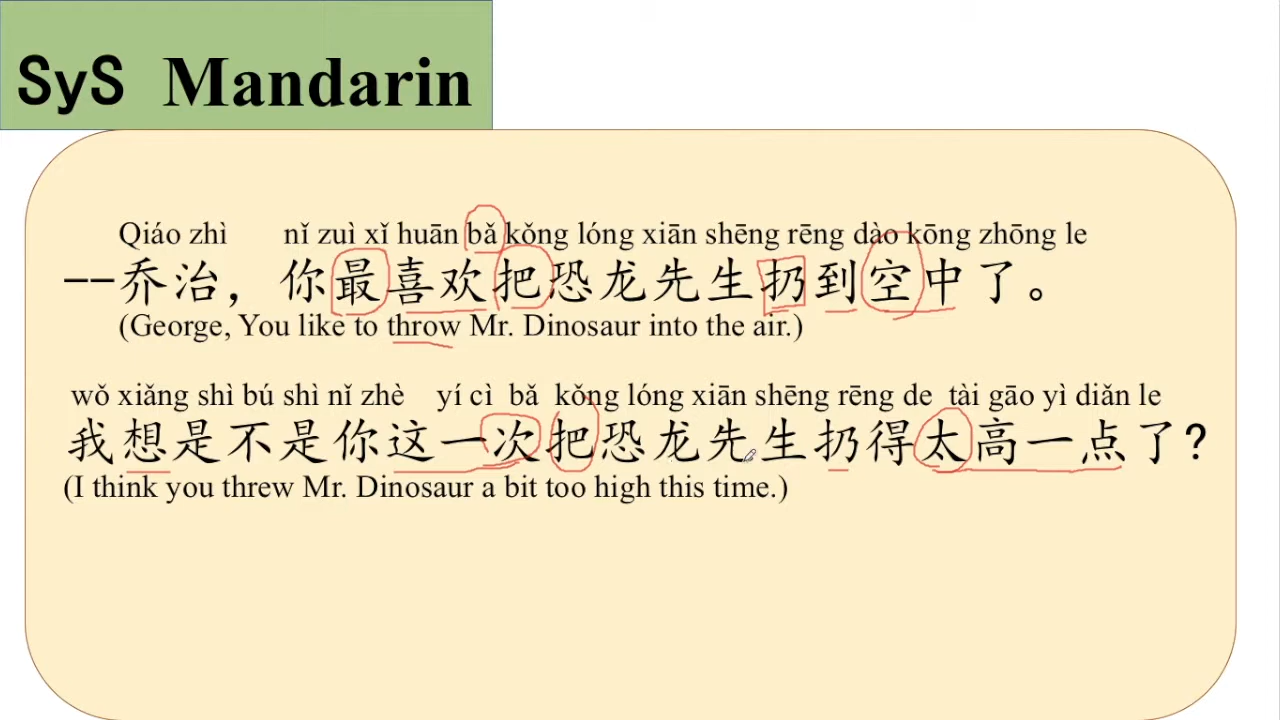 SyS Mandarin
Qiáo zhì nǐ zuì xǐ huān bǎ kǒng lóng xiān shēng rēng dào kōng zhōng le
--乔治，你最喜欢把恐龙先生扔到空中了。
(George, You like to throw Mr. Dinosaur into the air.)
wǒ xiǎng shì bú shì nǐ zhè yí cì bǎ kǒng lóng xiān shēng rēng de tài gāo yì diǎn le
我想是不是你这一次把恐龙先生扔得太高一点了?
(I think you threw Mr. Dinosaur a bit too high this time.)